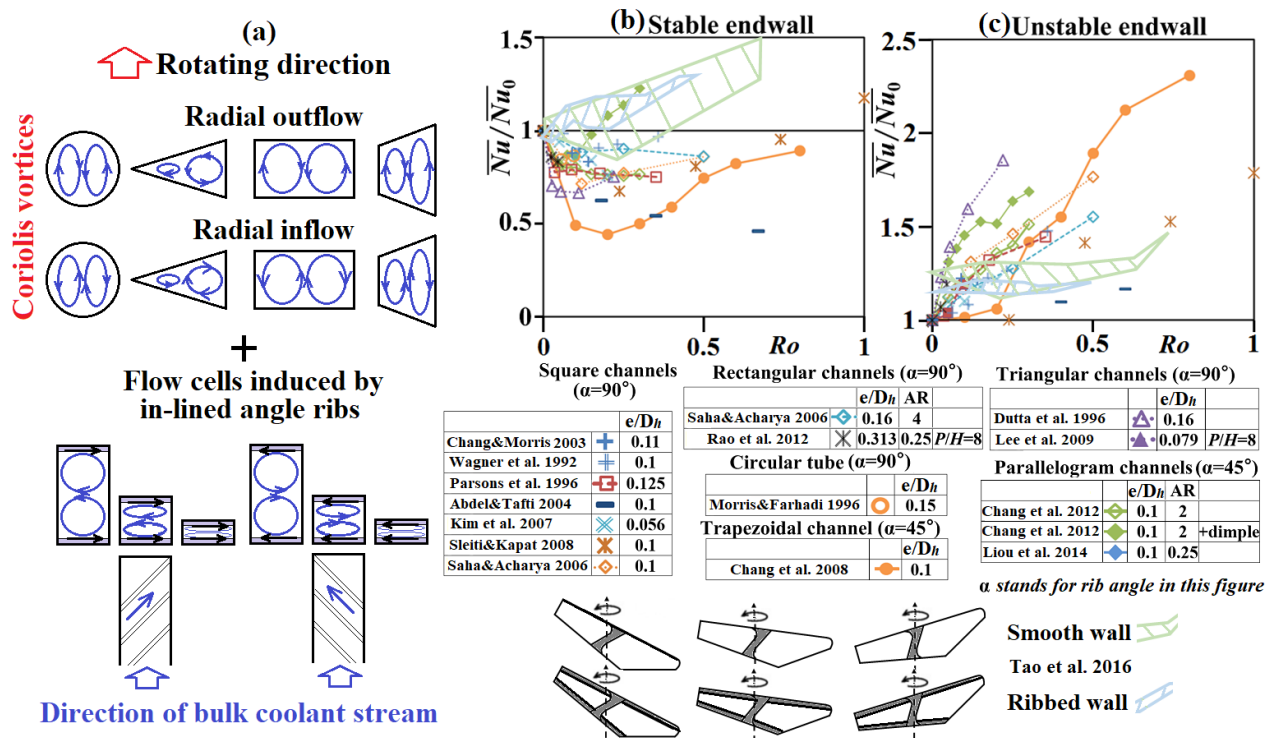 (a)
Rotating direction
Radial outflow
Coriolis vortices
Radial inflow
+
Flow cells induced by
in-lined angle ribs
Direction of bulk coolant stream
(b) Stable endwall
Nu/Nu0
1.5
1
0.5
0
0 0.5 Ro 1
(c) Unstable endwall
Nu/Nu0
2.5
2
1.5
1
0 0.5 Ro 1
Square channels
(α=90°)
e/Dh
Chang&Morris 2003 0.11
Wagner et al. 1992 0.1
Parsons et al. 1996 0.125
Abdel&Tafti 2004 0.1
Kim et al. 2007 0.056
Sleiti&Kapat 2008 0.1
Saha&Acharya 2006 0.1
Rectangular channels (α=90°)
e/Dh AR
Saha&Acharya 2006 0.16 4
Rao et al. 2012 0.313 0.25 P/H=8
Circular tube (α=90°)
e/Dh
Morris&Farhadi 1996 0.15
Trapezoidal channel (α=45°)
e/Dh
Chang et al. 2008 0.1
Triangular channels (α=90°)
e/Dh
Dutta et al. 1996 0.16
Lee et al. 2009 0.079 P/H=8
Parallelogram channels (α=45°)
e/Dh AR
Chang et al. 2012 0.1 2
Chang et al. 2012 0.1 2 +dimple
Liou et al. 2014 0.1 0.25
α stands for rib angle in this figure
Smooth wall
Tao et al. 2016
Ribbed wall